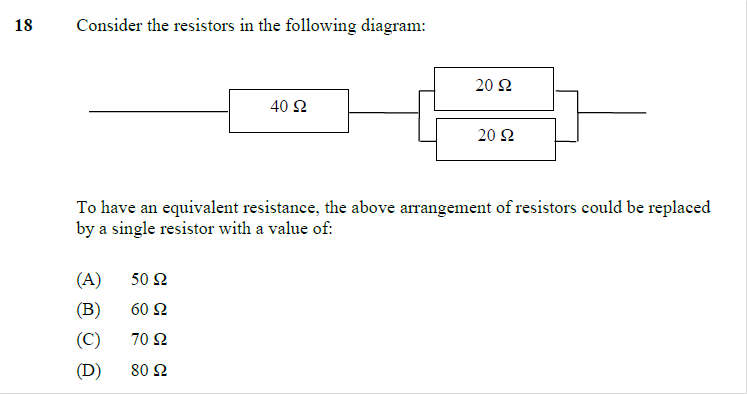 18 Consider the resistors in the following diagram:
20 Ω
40 Ω
20 Ω
To have an equivalent resistance, the above arrangement of resistors could be replaced
by a single resistor with a value of:
(A) 50 Ω
(B) 60 Ω
(C) 70 Ω
(D) 80 Ω